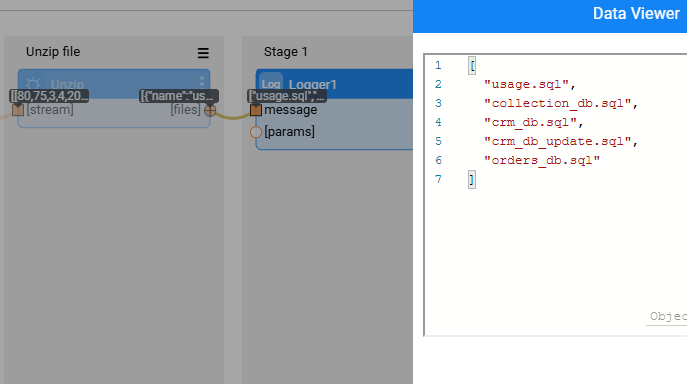 Data Viewer
Unzip file
Stage 1
Unzip
Log Logger1
[[80,75,3,4,20...
[{"name":"us...
["usage.sql","...
[stream]
[files]
message
[params]
1 [
2 "usage.sql",
3 "collection_db.sql",
4 "crm_db.sql",
5 "crm_db_update.sql",
6 "orders_db.sql"
7 ]
Objec